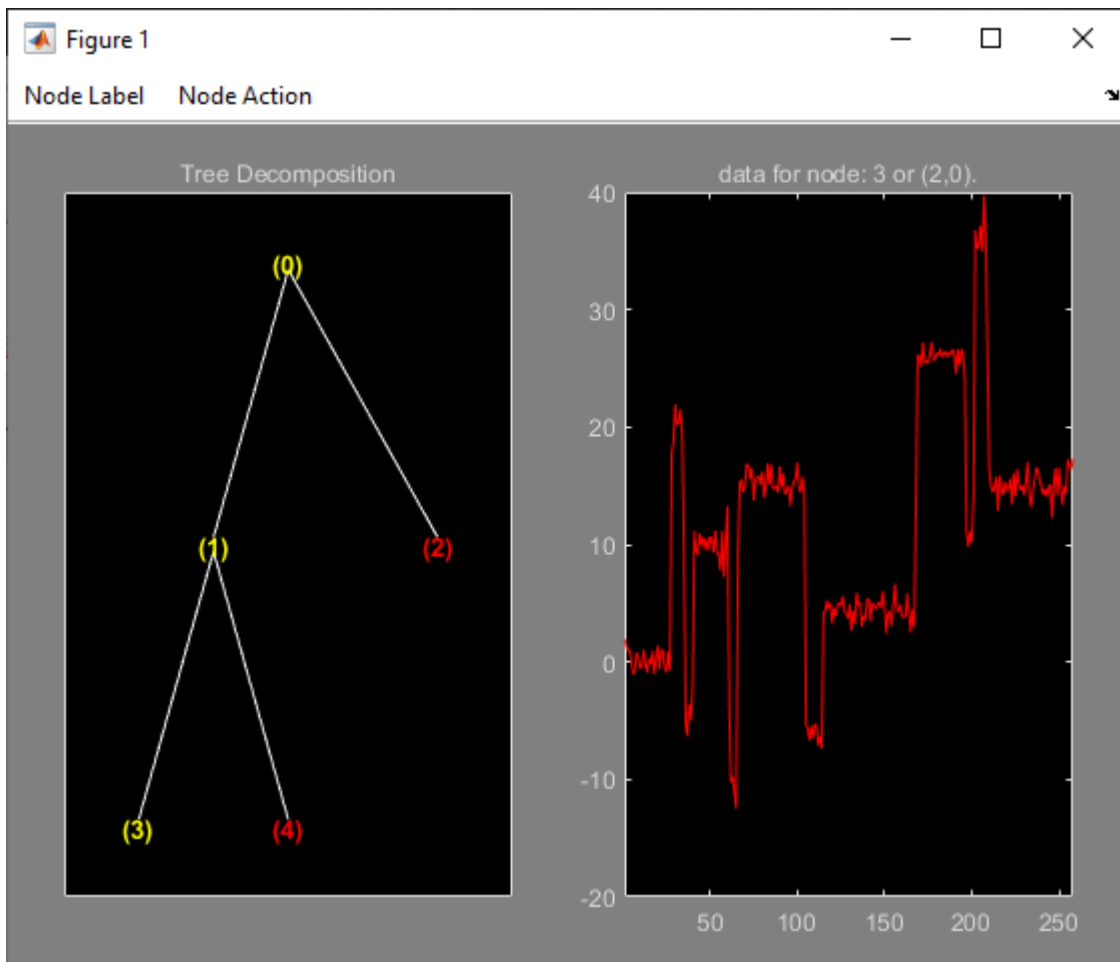 Figure 1
Node Label Node Action
Tree Decomposition
(0)
(1)
(2)
(3)
(4)
data for node: 3 or (2,0).
40
30
20
10
0
-10
-20
50 100 150 200 250